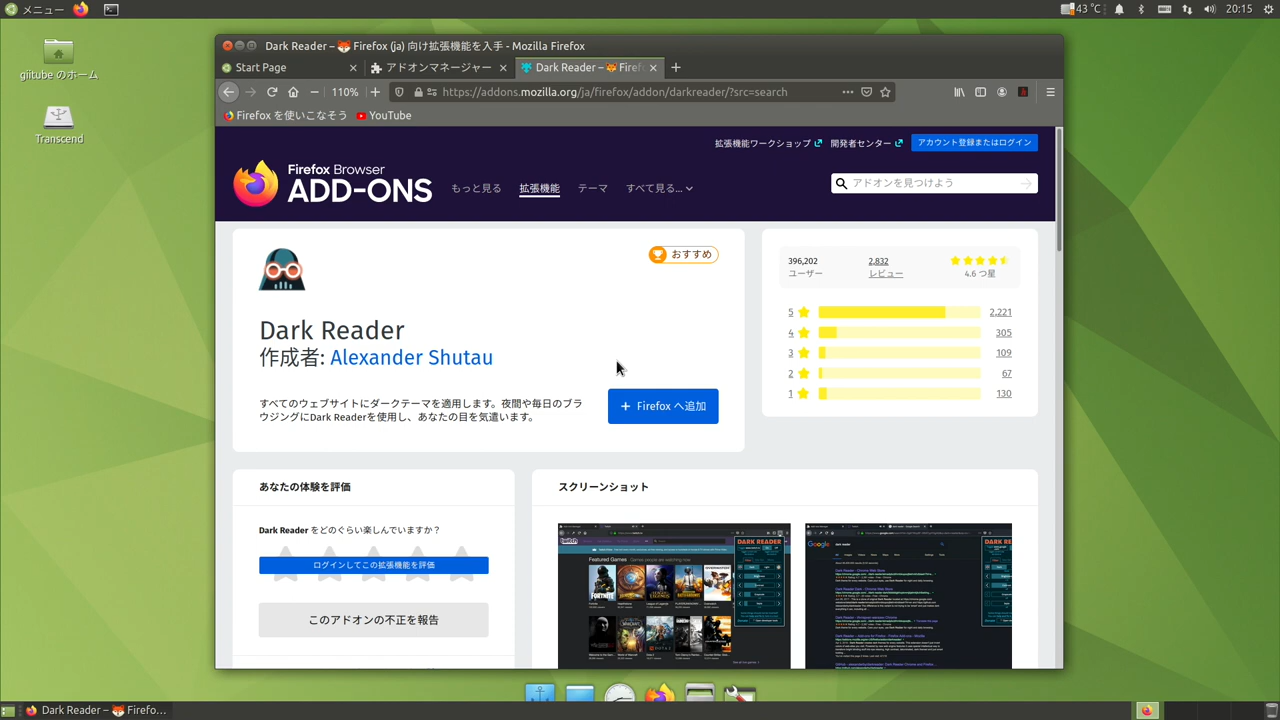 メニュー
43 ℃
20:15
giitube のホーム
Transcend
Dark Reader – Firefox (ja) 向け拡張機能を入手 - Mozilla Firefox
Start Page
アドオンマネージャー
Dark Reader – Firef
110%
https://addons.mozilla.org/ja/firefox/addon/darkreader/?src=search
Firefox を使いこなそう
YouTube
拡張機能ワークショップ
開発者センター
アカウント登録またはログイン
Firefox Browser
ADD-ONS
もっと見る
拡張機能
テーマ
すべて見る...
アドオンを見つけよう
おすすめ
Dark Reader
作成者: Alexander Shutau
すべてのウェブサイトにダークテーマを適用します。夜間や毎日のブラ
ウジングにDark Readerを使用し、あなたの目を気遣います。
+ Firefox へ追加
396,202
ユーザー
2,832
レビュー
4.6 つ星
5 2,221
4 305
3 109
2 67
1 130
あなたの体験を評価
Dark Reader をどのぐらい楽しんでいますか？
ログインしてこの拡張機能を評価
このアドオンの不正を報告
スクリーンショット
Featured Games
DARK READER
Google
DARK READER
Dark Reader – Firefo...